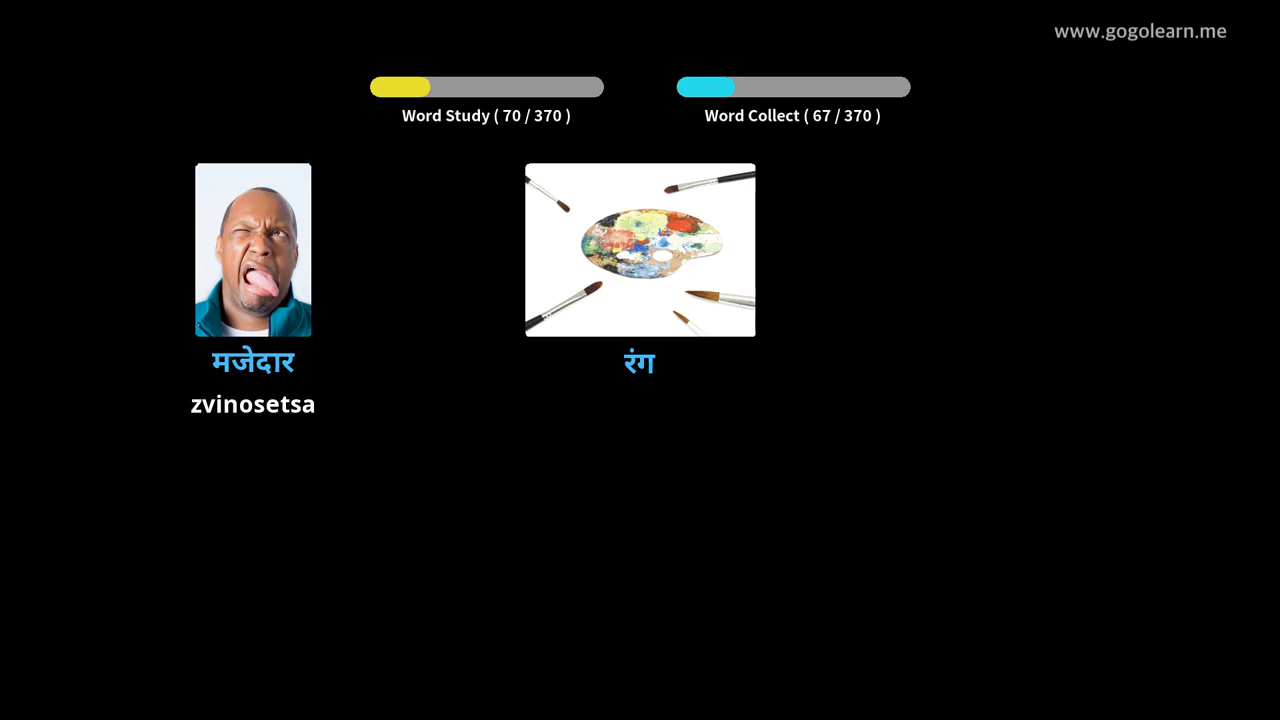 www.gogolearn.me
Word Study ( 70 / 370 )
Word Collect ( 67 / 370 )
मजेदार
रंग
zvinosetsa